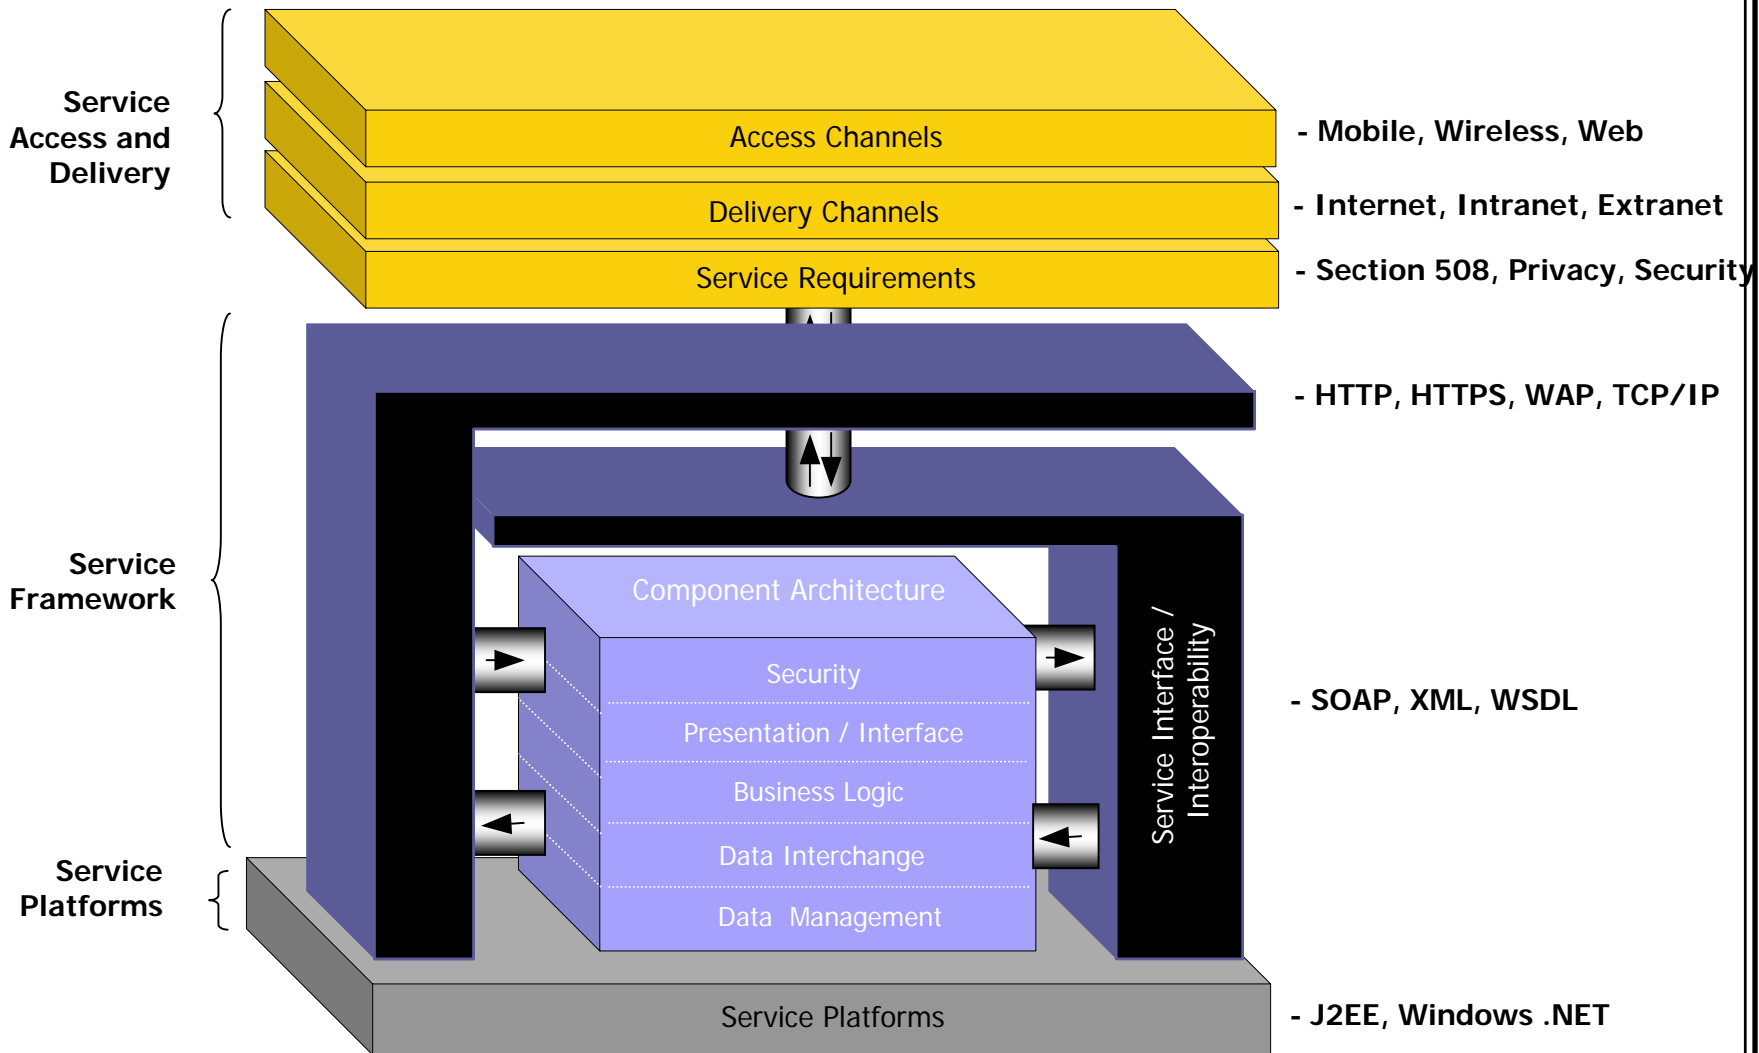 Service
Access and
Delivery
Access Channels
- Mobile, Wireless, Web
Delivery Channels
- Internet, Intranet, Extranet
Service Requirements
- Section 508, Privacy, Security
- HTTP, HTTPS, WAP, TCP/IP
Service
Framework
Component Architecture
Security
Presentation / Interface
Business Logic
Data Interchange
Data Management
Service Interface /
Interoperability
- SOAP, XML, WSDL
Service
Platforms
Service Platforms
- J2EE, Windows .NET